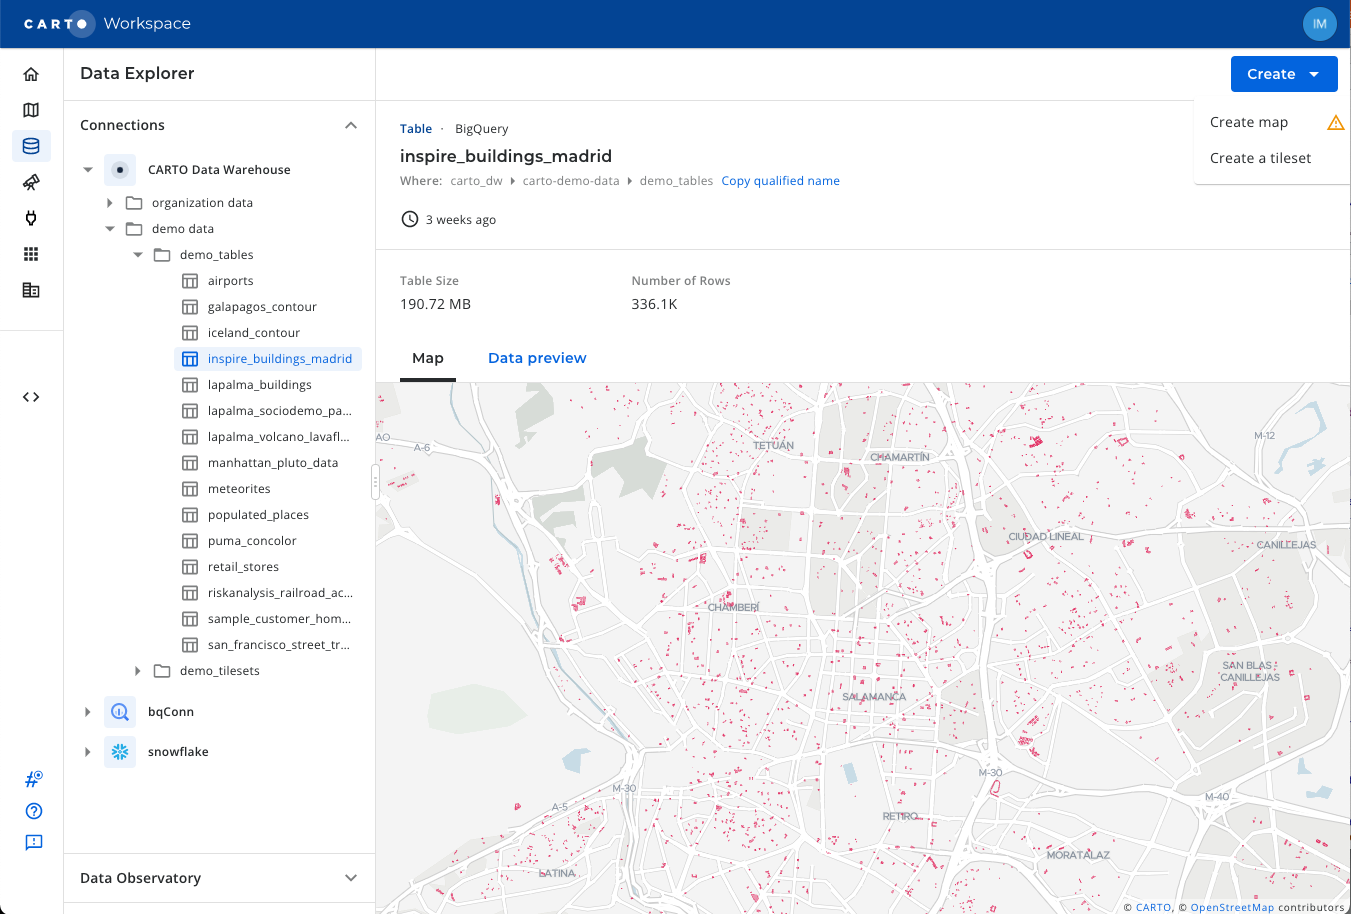 CARTO Workspace
IM
Data Explorer
Create
Connections
Create map
Create a tileset
Table · BigQuery
inspire_buildings_madrid
Where: carto_dw carto-demo-data demo_tables Copy qualified name
3 weeks ago
CARTO Data Warehouse
organization data
demo data
demo_tables
airports
galapagos_contour
iceland_contour
inspire_buildings_madrid
lapalma_buildings
lapalma_sociodemo_pa...
lapalma_volcano_lavafl...
manhattan_pluto_data
meteorites
populated_places
puma_concolor
retail_stores
riskanalysis_railroad_ac...
sample_customer_hom...
san_francisco_street_tr...
demo_tilesets
bqConn
snowflake
Data Observatory
Table Size
190.72 MB
Number of Rows
336.1K
Map
Data preview
AO
A-6
TETUÁN
CHAMARTÍN
M-12
CIUDAD LINEAL
CANILLEJAS
CHAMBERÍ
SAN BLAS -
CANILLEJAS
SALAMANCA
M-30
M-30
A-5
M-40
RETIRO
MORATALAZ
LATINA
© CARTO, © OpenStreetMap contributors